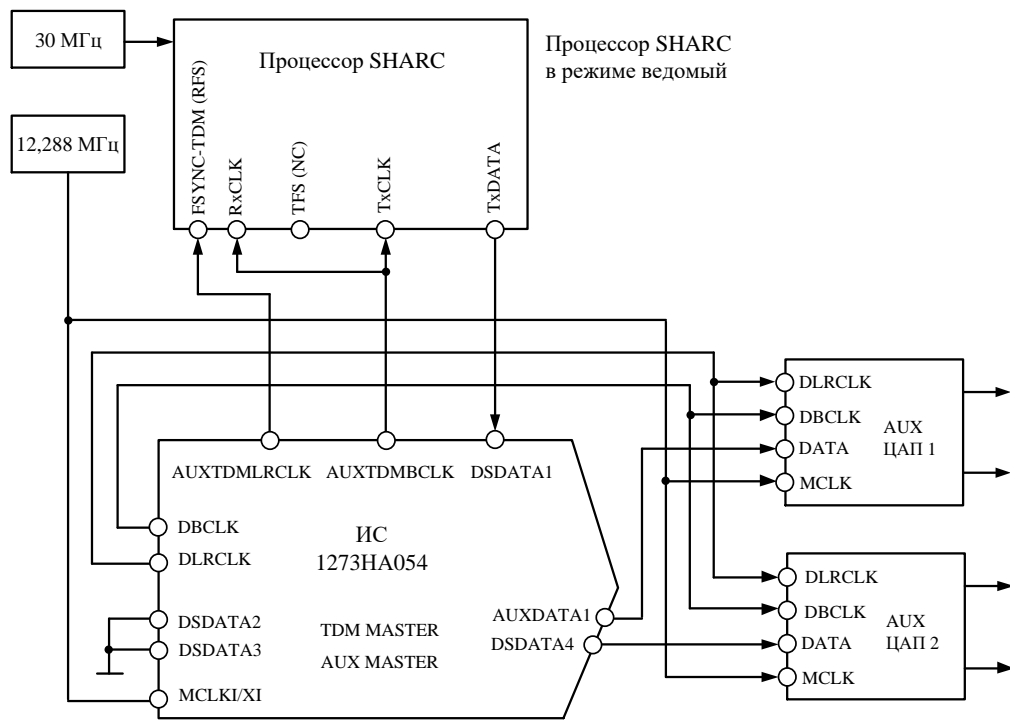 30 МГц
Процессор SHARC
Процессор SHARC
в режиме ведомый
12,288 МГц
FSYNC-TDM (RFS)
RxCLK
TFS (NC)
TxCLK
TxDATA
AUXTDMLRCLK
AUXTDMBCLK
DSDATA1
DBCLK
DLRCLK
DSDATA2
DSDATA3
MCLKI/XI
ИС
1273НА054
TDM MASTER
AUX MASTER
AUXDATA1
DSDATA4
DLRCLK
DBCLK
DATA
MCLK
AUX
ЦАП 1
DLRCLK
DBCLK
DATA
MCLK
AUX
ЦАП 2